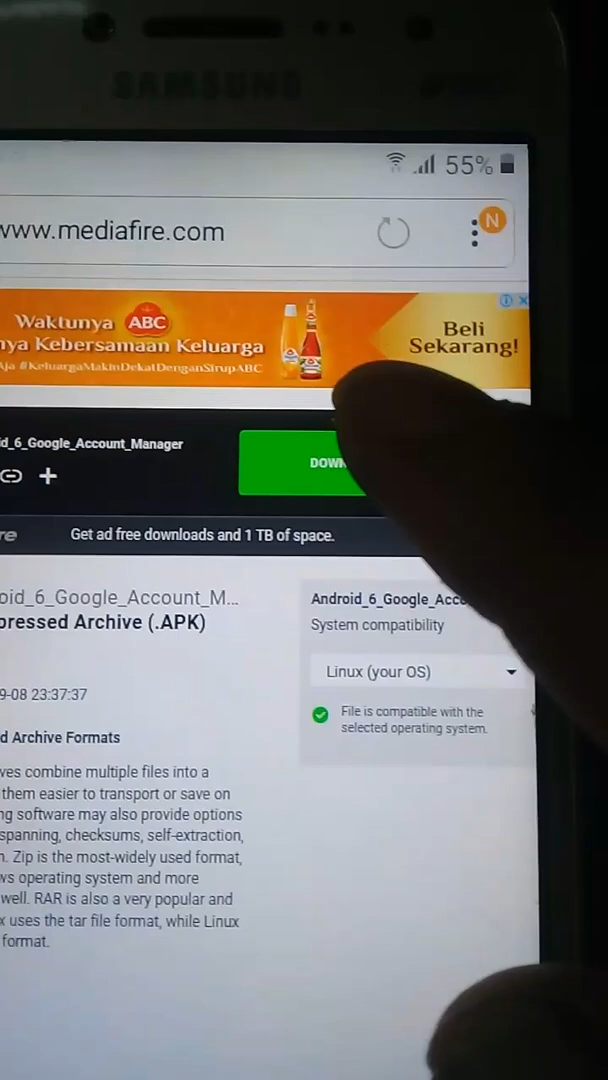 SAMSUNG
55%
www.mediafire.com
N
Waktunya ABC
nya Kebersamaan Keluarga
Aja #KeluargaMakinDekatDenganSirupABC
Beli
Sekarang!
id_6_Google_Account_Manager
DOWN
re Get ad free downloads and 1 TB of space.
oid_6_Google_Account_M...
pressed Archive (.APK)
9-08 23:37:37
d Archive Formats
ves combine multiple files into a
them easier to transport or save on
ng software may also provide options
spanning, checksums, self-extraction,
n. Zip is the most-widely used format,
ws operating system and more
well. RAR is also a very popular and
x uses the tar file format, while Linux
format.
Android_6_Google_Acco
System compatibility
Linux (your OS)
File is compatible with the
selected operating system.